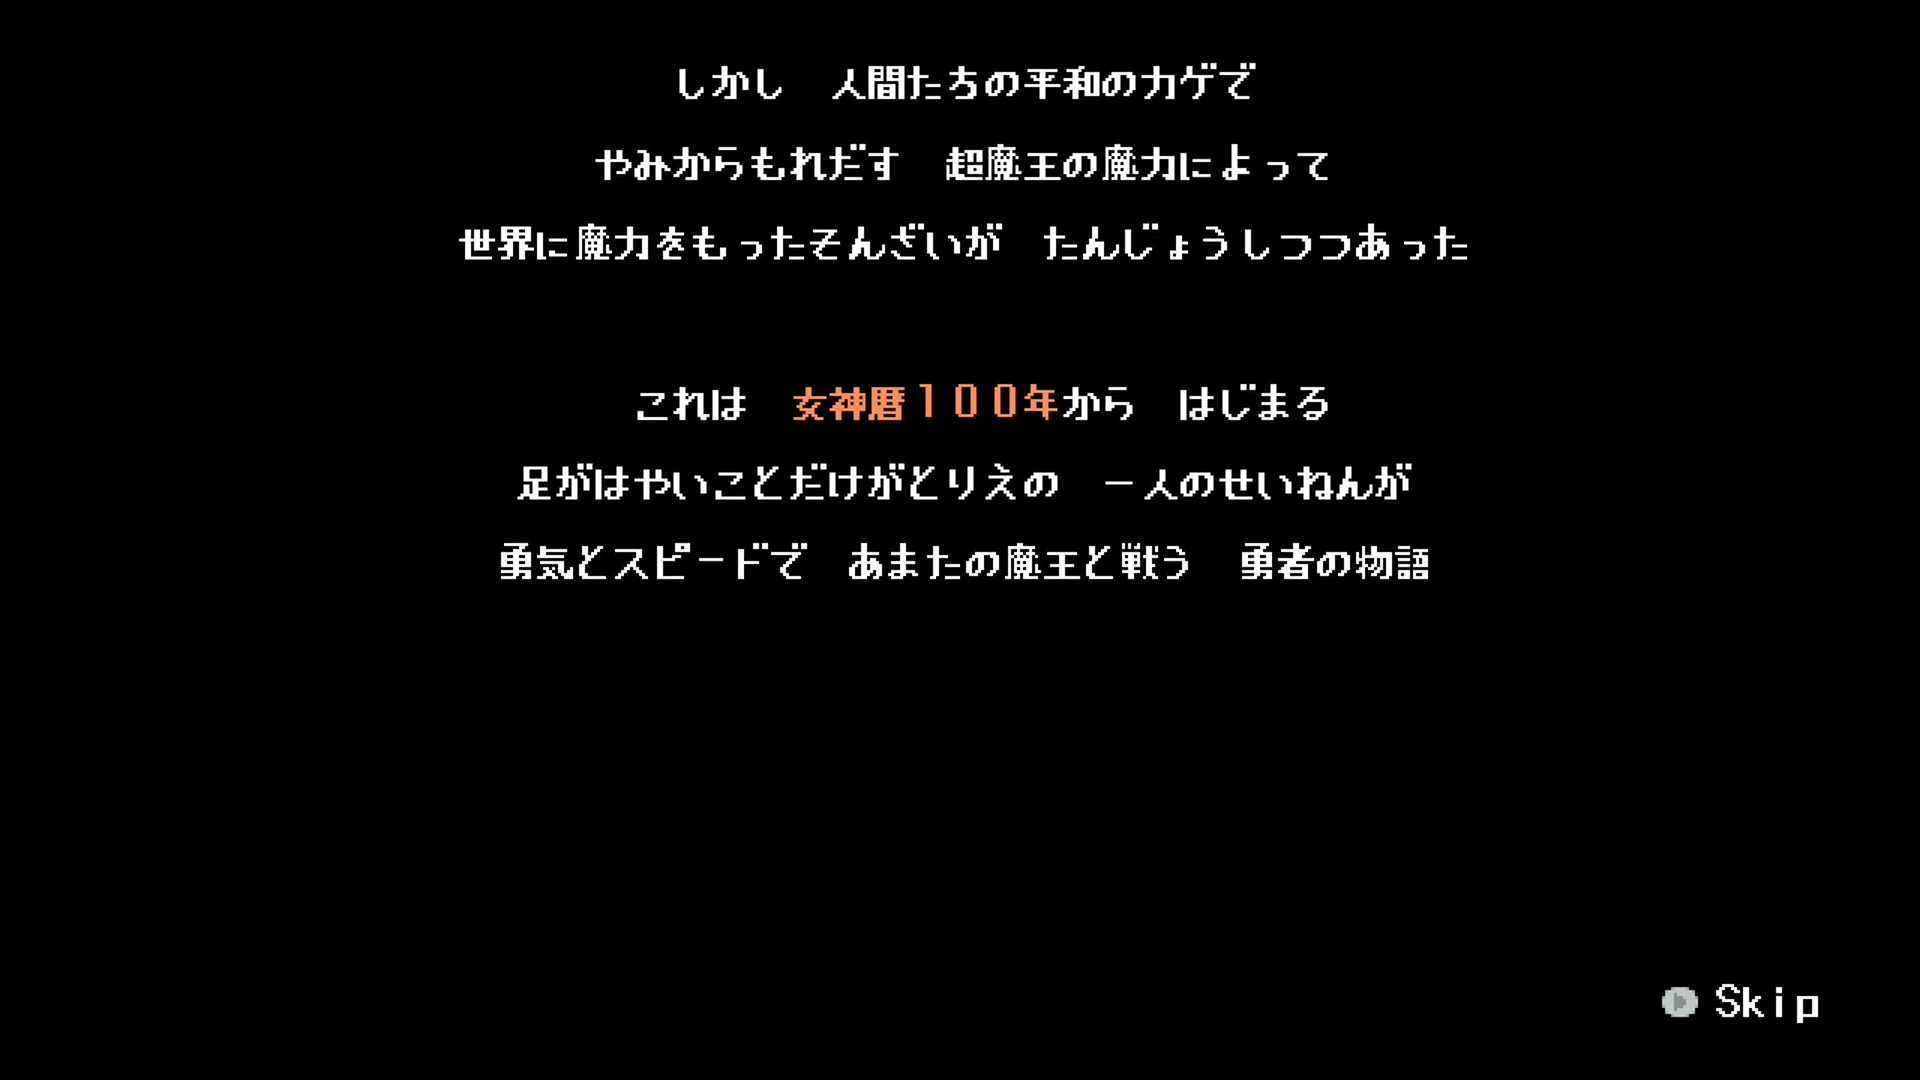 しかし　人間たちの平和のカゲで
やみからもれだす　超魔王の魔力によって
世界に魔力をもったそんざいが　たんじょうしつつあった
これは　女神暦１００年から　はじまる
足がはやいことだけがとりえの　一人のせいねんが
勇気とスピードで　あまたの魔王と戦う　勇者の物語
Skip